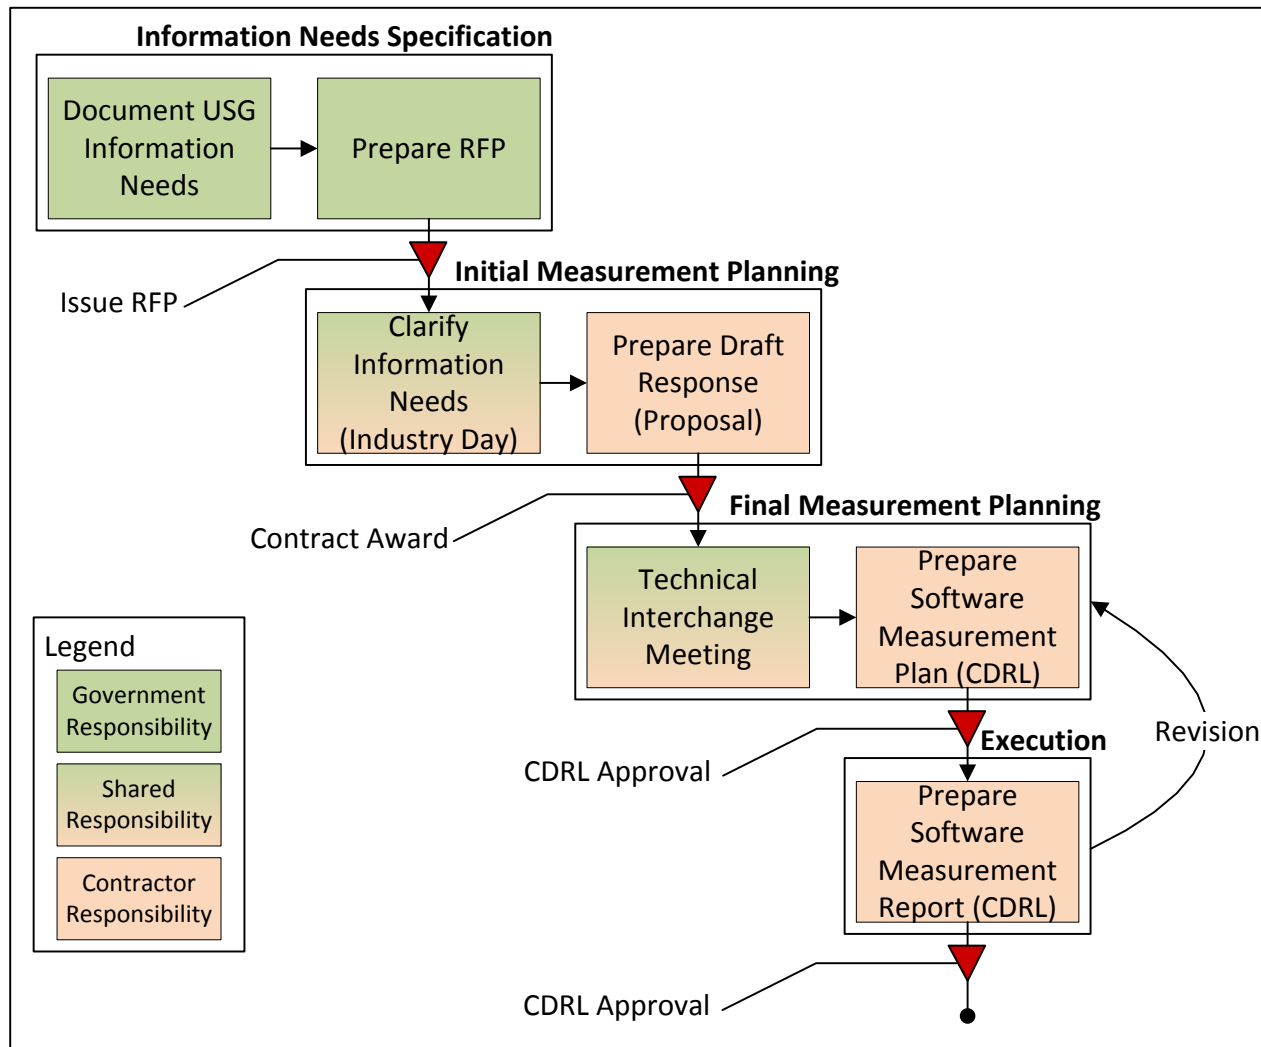 Information Needs Specification
Document USG
Information
Needs
Prepare RFP
Issue RFP
Initial Measurement Planning
Clarify
Information
Needs
(Industry Day)
Prepare Draft
Response
(Proposal)
Contract Award
Final Measurement Planning
Technical
Interchange
Meeting
Prepare
Software
Measurement
Plan (CDRL)
CDRL Approval
Execution
Revision
Prepare
Software
Measurement
Report (CDRL)
CDRL Approval
Legend
Government
Responsibility
Shared
Responsibility
Contractor
Responsibility